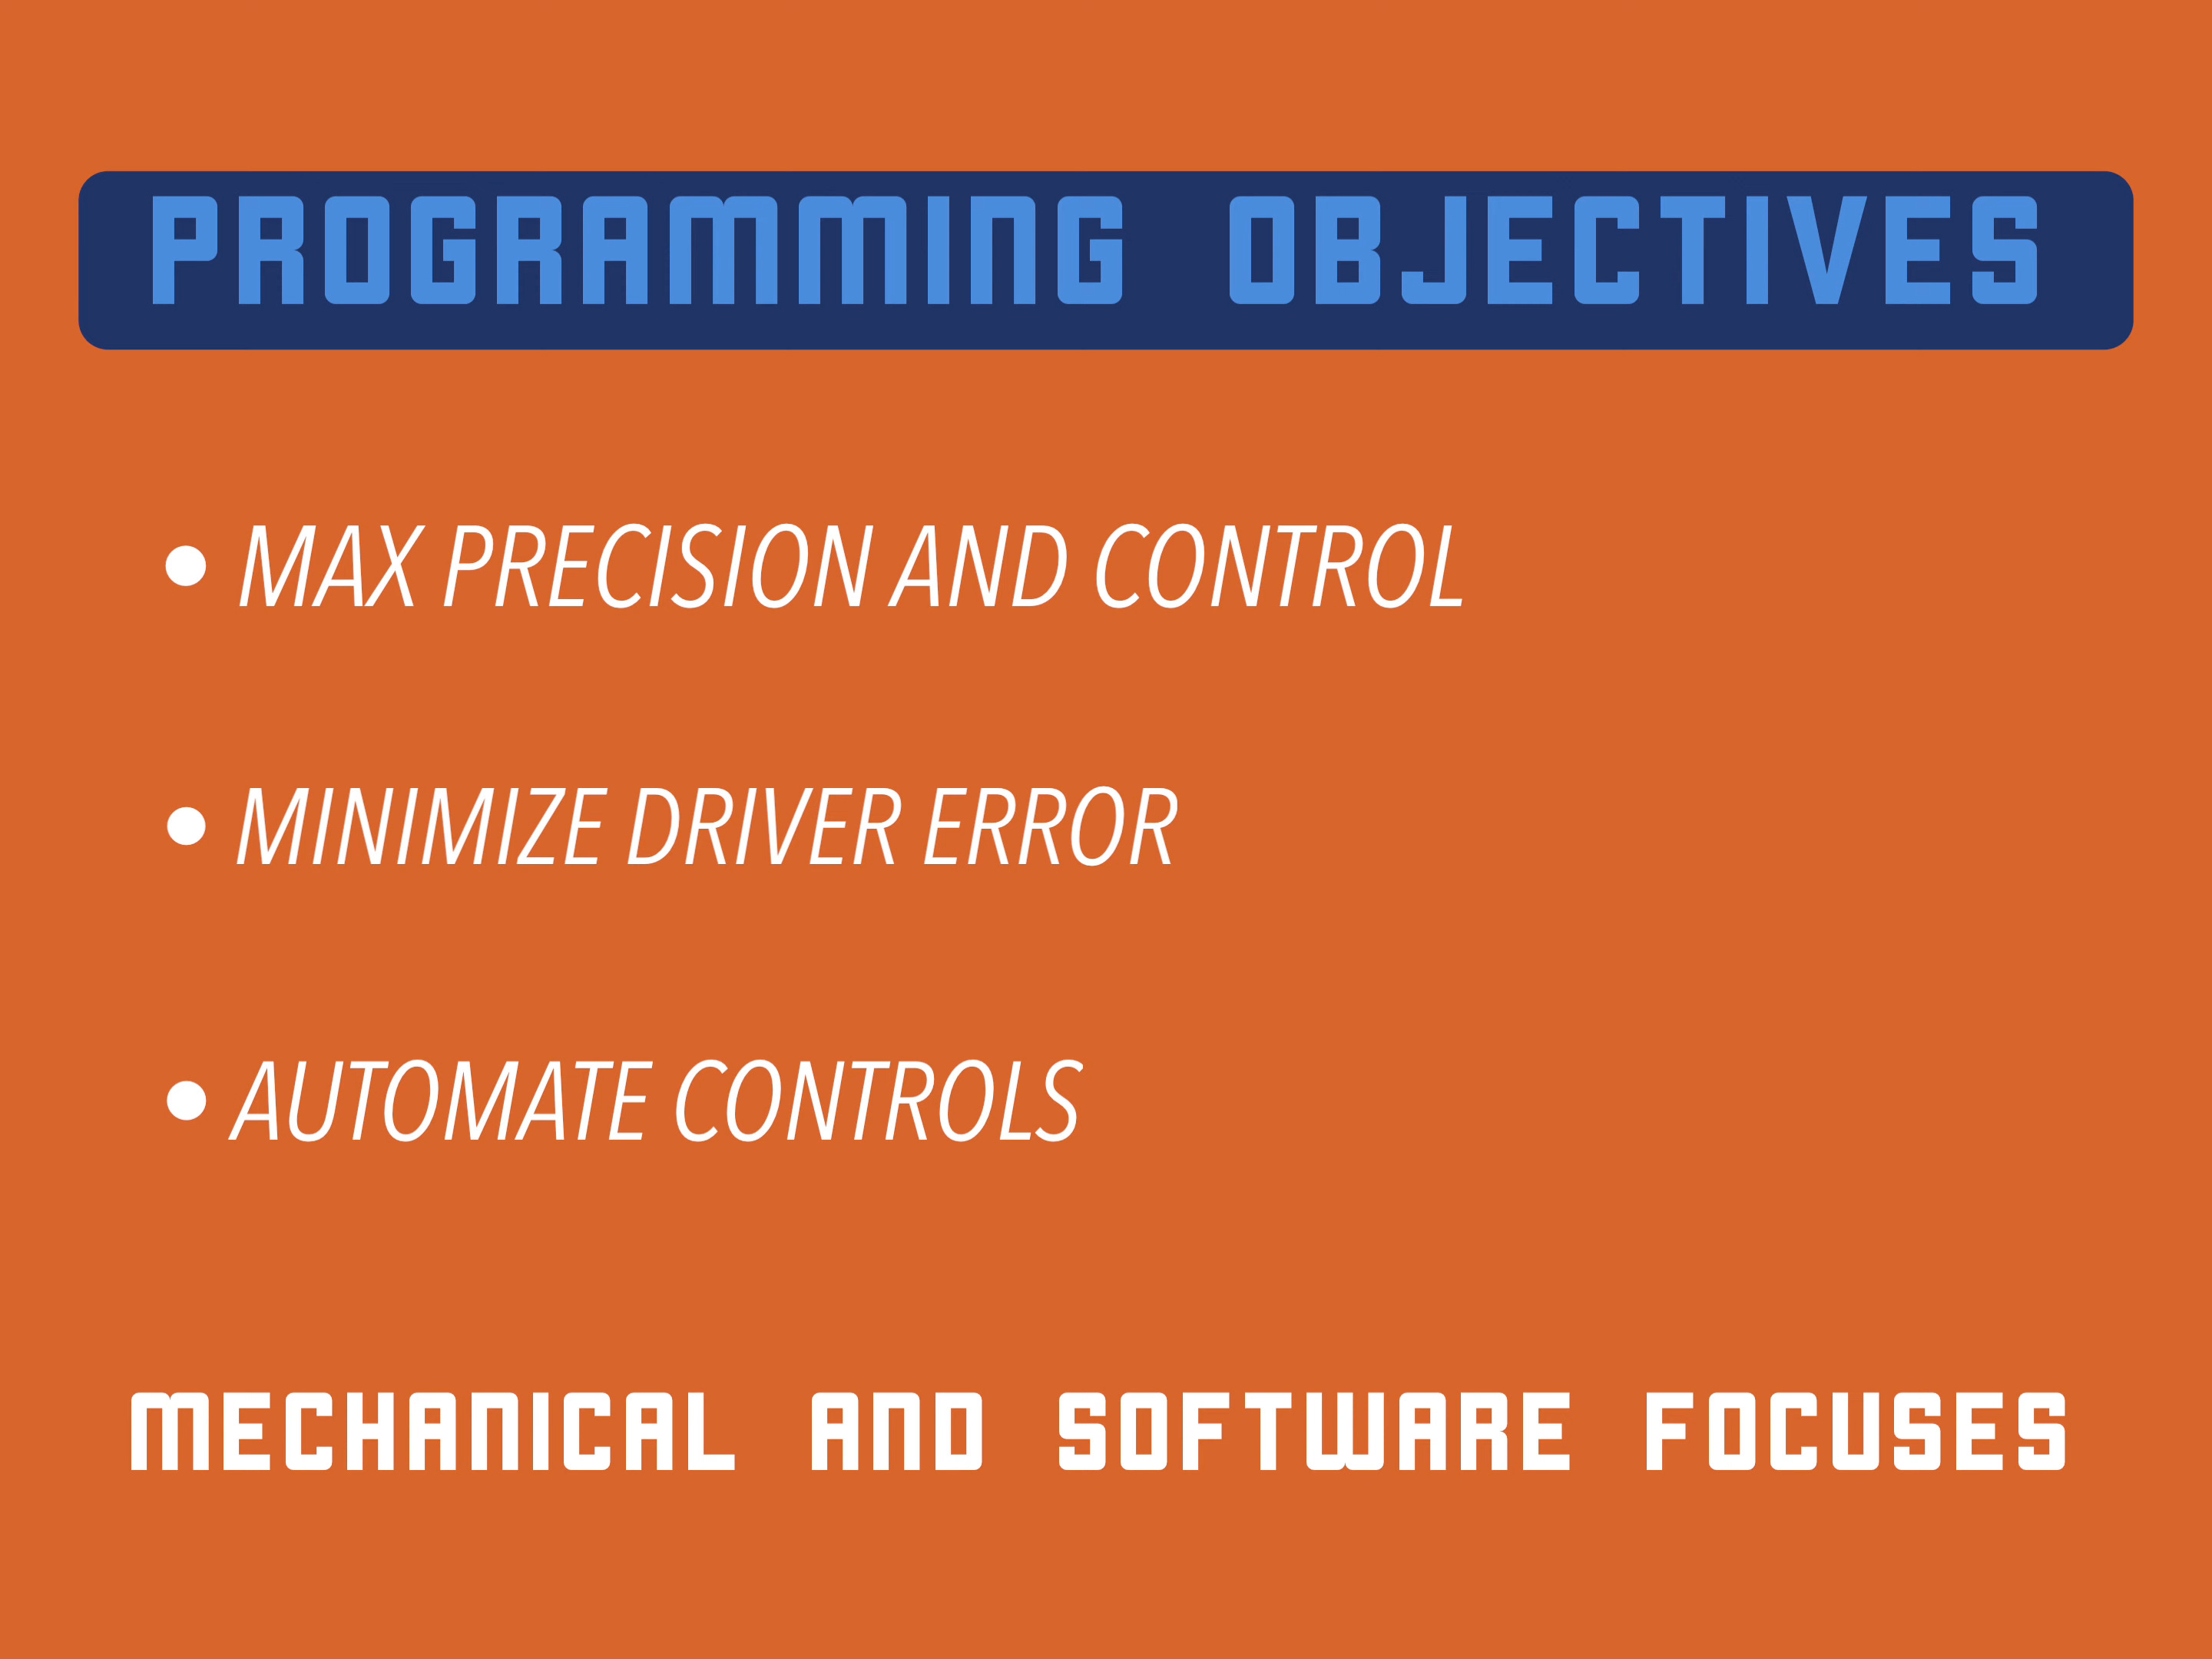 PROGRAMMING OBJECTIVES
• MAX PRECISION AND CONTROL
• MINIMIZE DRIVER ERROR
• AUTOMATE CONTROLS
MECHANICAL AND SOFTWARE FOCUSES